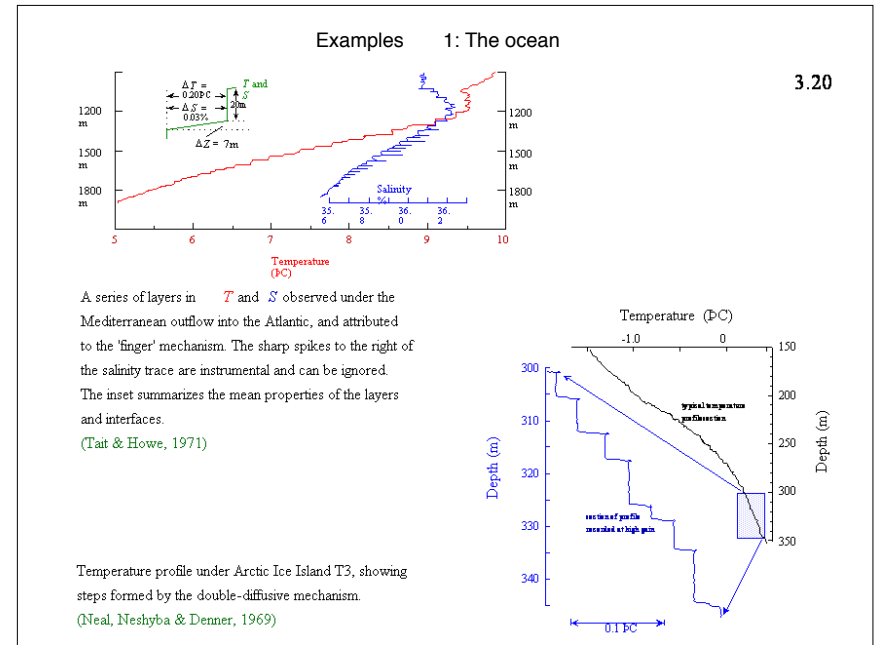 Examples 1: The ocean
3.20
ΔT =
0.20ÞC
ΔS =
0.03%
T and
S
20m
ΔZ = 7m
1200
m
1500
m
1800
m
1200
m
1500
m
1800
m
Salinity
%
35.
6
35.
8
36.
0
36.
2
5 6 7 8 9 10
Temperature
(ÞC)
A series of layers in T and S observed under the
Mediterranean outflow into the Atlantic, and attributed
to the 'finger' mechanism. The sharp spikes to the right of
the salinity trace are instrumental and can be ignored.
The inset summarizes the mean properties of the layers
and interfaces.
(Tait & Howe, 1971)
Temperature (ÞC)
-1.0 0
150
200
250
300
350
Depth (m)
typical temperature
profile section
300
310
320
330
340
Depth (m)
section of profile
recorded at high gain
0.1 ÞC
Temperature profile under Arctic Ice Island T3, showing
steps formed by the double-diffusive mechanism.
(Neal, Neshyba & Denner, 1969)